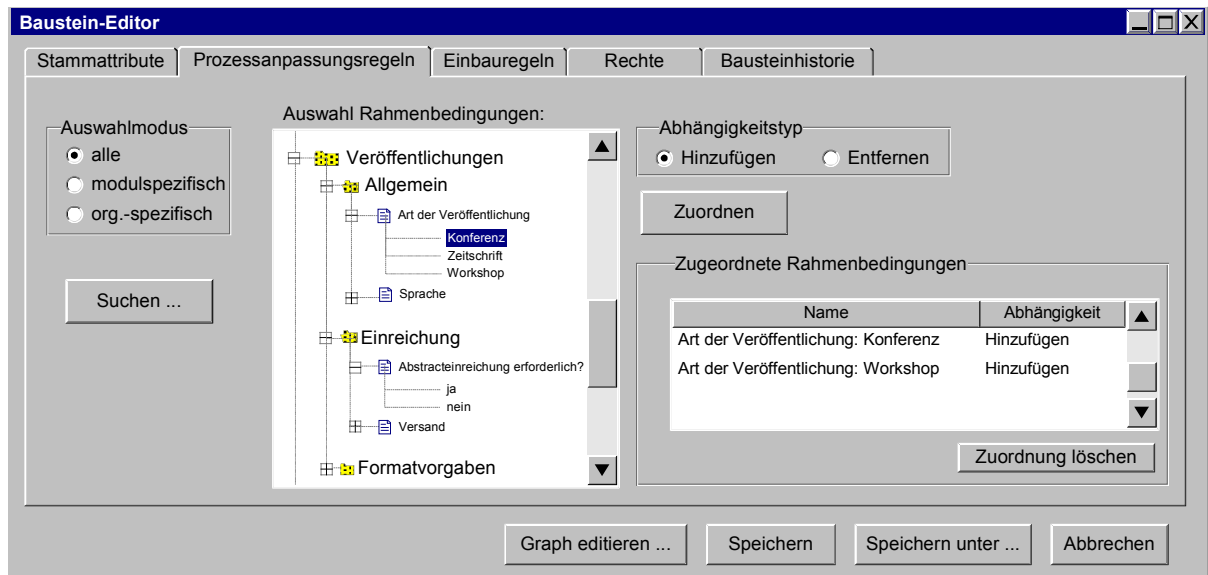 Baustein-Editor
Stammattribute Prozessanpassungsregeln Einbauregeln Rechte Bausteinhistorie
Auswahlmodus
alle
modulspezifisch
org.-spezifisch
Suchen ...
Auswahl Rahmenbedingungen:
Veröffentlichungen
Allgemein
Art der Veröffentlichung
Konferenz
Zeitschrift
Workshop
Sprache
Einreichung
Abstracteinreichung erforderlich?
ja
nein
Versand
Formatvorgaben
Abhängigkeitstyp
Hinzufügen Entfernen
Zuordnen
Zugeordnete Rahmenbedingungen
Name Abhängigkeit
Art der Veröffentlichung: Konferenz Hinzufügen
Art der Veröffentlichung: Workshop Hinzufügen
Zuordnung löschen
Graph editieren ... Speichern Speichern unter ... Abbrechen